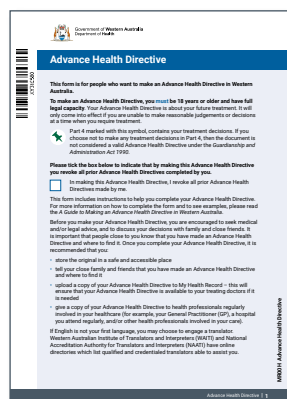 Government of Western Australia
Department of Health
Advance Health Directive
This form is for people who want to make an Advance Health Directive in Western
Australia.
To make an Advance Health Directive, you must be 18 years or older and have full
legal capacity. Your Advance Health Directive is about your future treatment. It will
only come into effect if you are unable to make reasonable judgements or decisions
at a time when you require treatment.
Part 4 marked with this symbol, contains your treatment decisions. If you
choose not to make any treatment decisions in Part 4, then the document is
not considered a valid Advance Health Directive under the Guardianship and
Administration Act 1990.
Please tick the box below to indicate that by making this Advance Health Directive
you revoke all prior Advance Health Directives completed by you.
In making this Advance Health Directive, I revoke all prior Advance Health
Directives made by me.
This form includes instructions to help you complete your Advance Health Directive.
For more information on how to complete the form and to see examples, please read
the A Guide to Making an Advance Health Directive in Western Australia.
Before you make your Advance Health Directive, you are encouraged to seek medical
and/or legal advice, and to discuss your decisions with family and close friends. It
is important that people close to you know that you have made an Advance Health
Directive and where to find it. Once you complete your Advance Health Directive, it is
recommended that you:
• store the original in a safe and accessible place
• tell your close family and friends that you have made an Advance Health Directive
and where to find it
• upload a copy of your Advance Health Directive to My Health Record – this will
ensure that your Advance Health Directive is available to your treating doctors if it
is needed
• give a copy of your Advance Health Directive to health professionals regularly
involved in your healthcare (for example, your General Practitioner (GP), a hospital
you attend regularly, and/or other health professionals involved in your care).
If English is not your first language, you may choose to engage a translator.
Western Australian Institute of Translators and Interpreters (WAITI) and National
Accreditation Authority for Translators and Interpreters (NAATI) have online
directories which list qualified and credentialed translators able to assist you.
MR00H Advance Health Directive
Advance Health Directive | 1